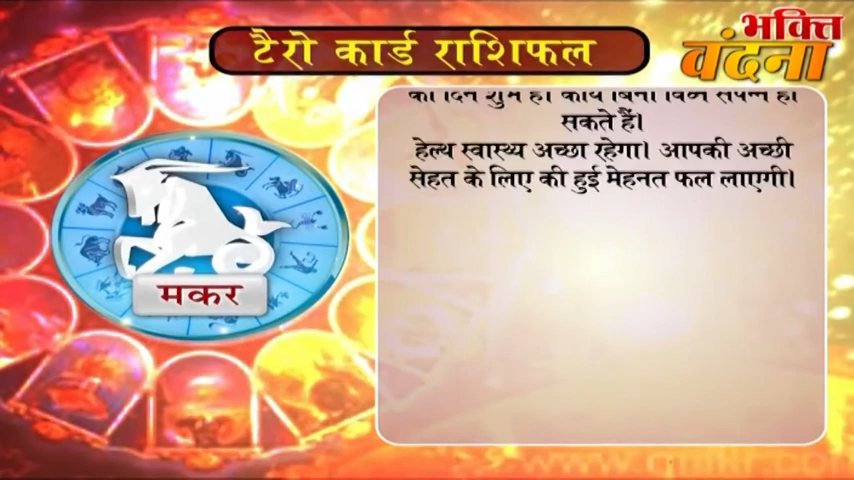 टैरो कार्ड राशिफल
भक्ति
वंदना
सकते हैं।
हेल्थ स्वास्थ्य अच्छा रहेगा। आपकी अच्छी
सेहत के लिए की हुई मेहनत फल लाएगी।
मकर